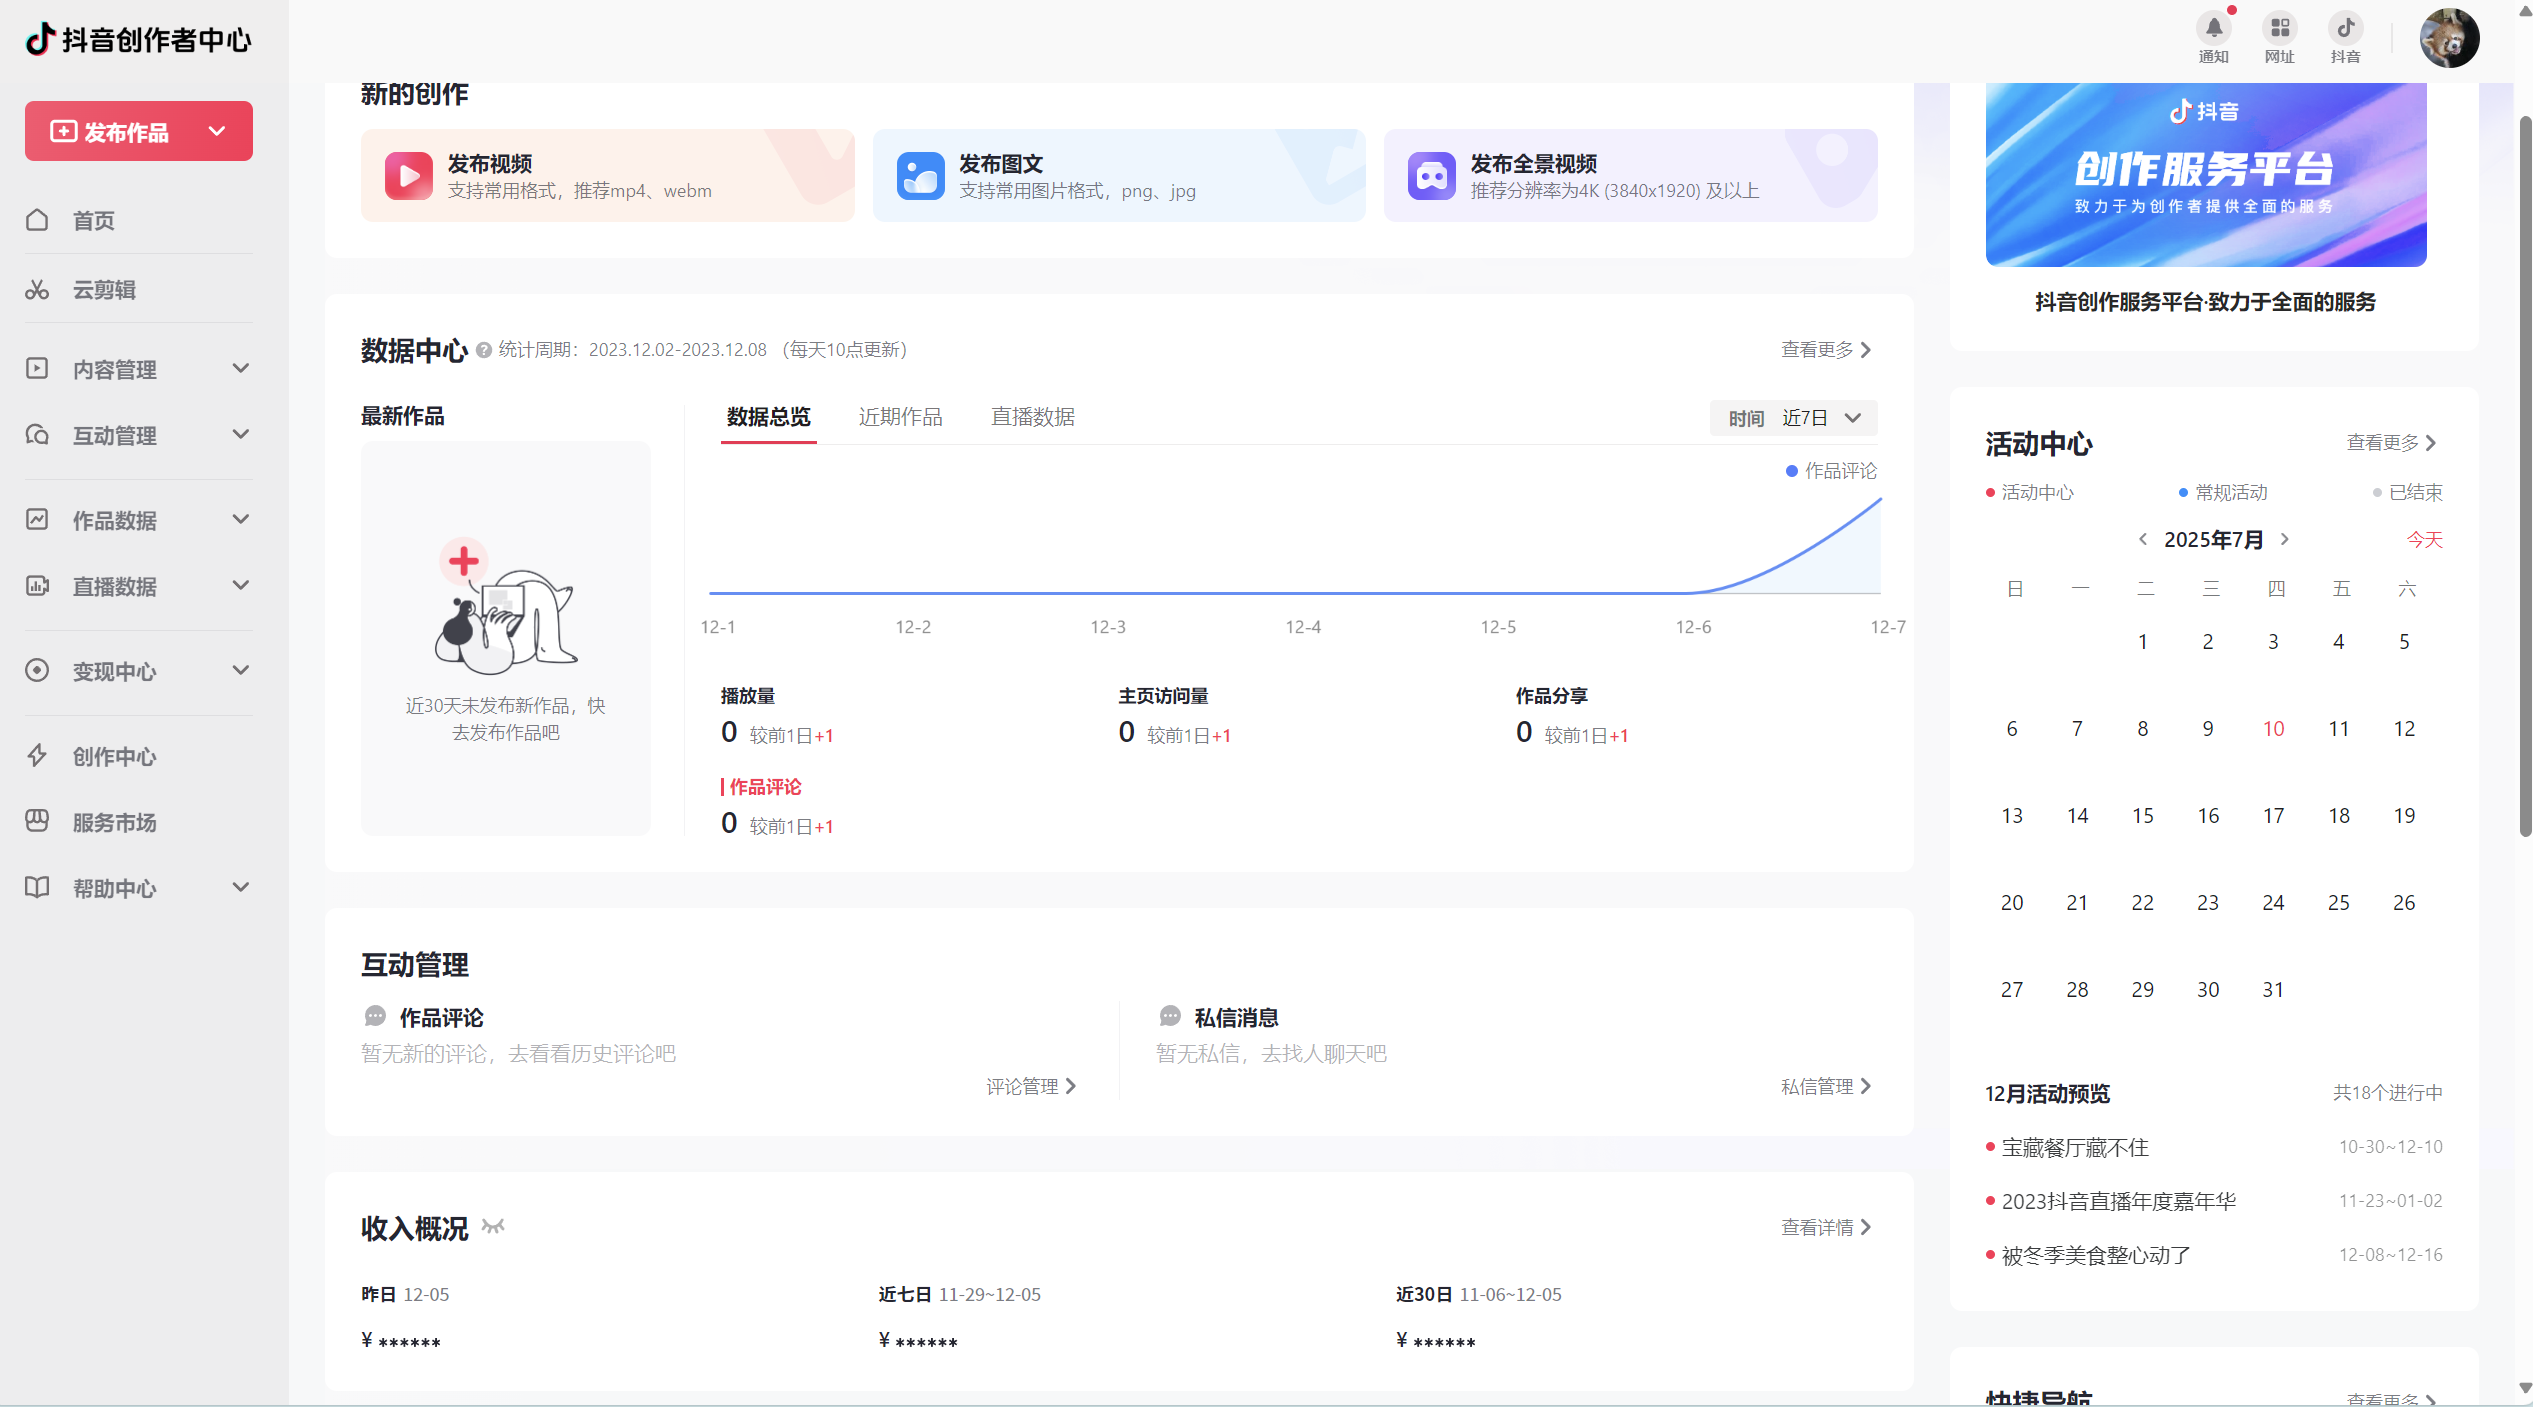 抖音创作者中心
通知
网址
抖音
发布作品
首页
云剪辑
内容管理
互动管理
作品数据
直播数据
变现中心
创作中心
服务市场
帮助中心
新的创作
发布视频
支持常用格式，推荐mp4、webm
发布图文
支持常用图片格式，png、jpg
发布全景视频
推荐分辨率为4K (3840x1920) 及以上
数据中心
统计周期：2023.12.02-2023.12.08 （每天10点更新）
查看更多
最新作品
近30天未发布新作品，快
去发布作品吧
数据总览
近期作品
直播数据
时间 近7日
作品评论
12-1
12-2
12-3
12-4
12-5
12-6
12-7
播放量
0 较前1日+1
主页访问量
0 较前1日+1
作品分享
0 较前1日+1
作品评论
0 较前1日+1
互动管理
作品评论
暂无新的评论，去看看历史评论吧
评论管理
私信消息
暂无私信，去找人聊天吧
私信管理
收入概况
查看详情
昨日 12-05
¥ ******
近七日 11-29~12-05
¥ ******
近30日 11-06~12-05
¥ ******
抖音
创作服务平台
致力于为创作者提供全面的服务
抖音创作服务平台·致力于全面的服务
活动中心
查看更多
活动中心
常规活动
已结束
2025年7月
今天
日 一 二 三 四 五 六
1 2 3 4 5
6 7 8 9 10 11 12
13 14 15 16 17 18 19
20 21 22 23 24 25 26
27 28 29 30 31
12月活动预览
共18个进行中
宝藏餐厅藏不住
10-30~12-10
2023抖音直播年度嘉年华
11-23~01-02
被冬季美食整心动了
12-08~12-16
快捷导航
查看更多